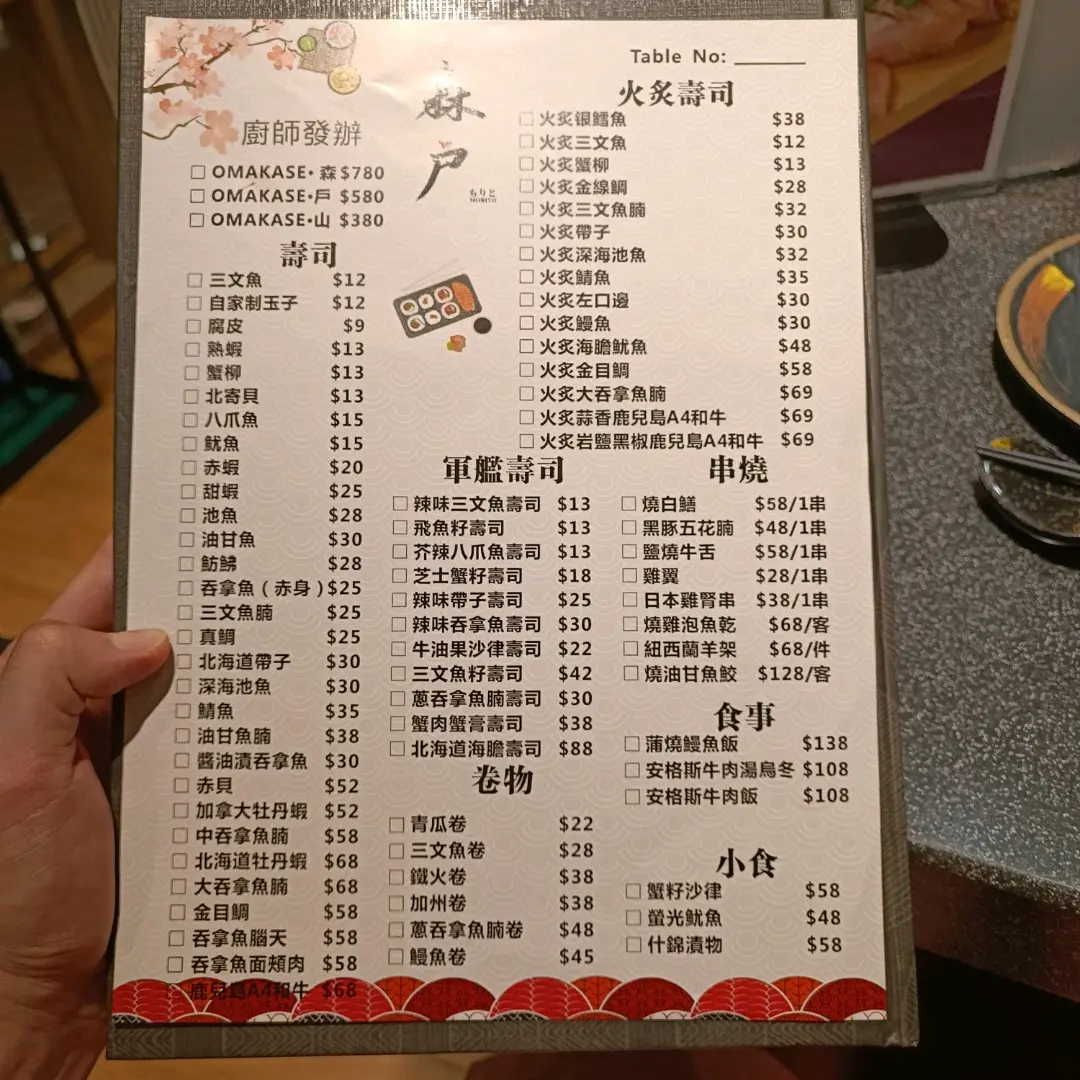 Table No:
森
戸
もりと
MORITO
廚師發辦
OMAKASE·森 $780
OMAKASE·戶 $580
OMAKASE·山 $380
壽司
三文魚 $12
自家制玉子 $12
腐皮 $9
熟蝦 $13
蟹柳 $13
北寄貝 $13
八爪魚 $15
魷魚 $15
赤蝦 $20
甜蝦 $25
池魚 $28
油甘魚 $30
魴鮄 $28
吞拿魚(赤身) $25
三文魚腩 $25
真鯛 $25
北海道帶子 $30
深海池魚 $30
鯖魚 $35
油甘魚腩 $38
醬油漬吞拿魚 $30
赤貝 $52
加拿大牡丹蝦 $52
中吞拿魚腩 $58
北海道牡丹蝦 $68
大吞拿魚腩 $68
金目鯛 $58
吞拿魚腦天 $58
吞拿魚面頰肉 $58
鹿兒島A4和牛 $68
火炙壽司
火炙银鱈魚 $38
火炙三文魚 $12
火炙蟹柳 $13
火炙金線鯛 $28
火炙三文魚腩 $32
火炙帶子 $30
火炙深海池魚 $32
火炙鯖魚 $35
火炙左口邊 $30
火炙鰻魚 $30
火炙海膽魷魚 $48
火炙金目鯛 $58
火炙大吞拿魚腩 $69
火炙蒜香鹿兒島A4和牛 $69
火炙岩鹽黑椒鹿兒島A4和牛 $69
軍艦壽司
辣味三文魚壽司 $13
飛魚籽壽司 $13
芥辣八爪魚壽司 $13
芝士蟹籽壽司 $18
辣味帶子壽司 $25
辣味吞拿魚壽司 $30
牛油果沙律壽司 $22
三文魚籽壽司 $42
蔥吞拿魚腩壽司 $30
蟹肉蟹膏壽司 $38
北海道海膽壽司 $88
卷物
青瓜卷 $22
三文魚卷 $28
鐵火卷 $38
加州卷 $38
蔥吞拿魚腩卷 $48
鰻魚卷 $45
串燒
燒白鱔 $58/1串
黑豚五花腩 $48/1串
鹽燒牛舌 $58/1串
雞翼 $28/1串
日本雞腎串 $38/1串
燒雞泡魚乾 $68/客
紐西蘭羊架 $68/件
燒油甘魚鮫 $128/客
食事
蒲燒鰻魚飯 $138
安格斯牛肉湯烏冬 $108
安格斯牛肉飯 $108
小食
蟹籽沙律 $58
螢光魷魚 $48
什錦漬物 $58